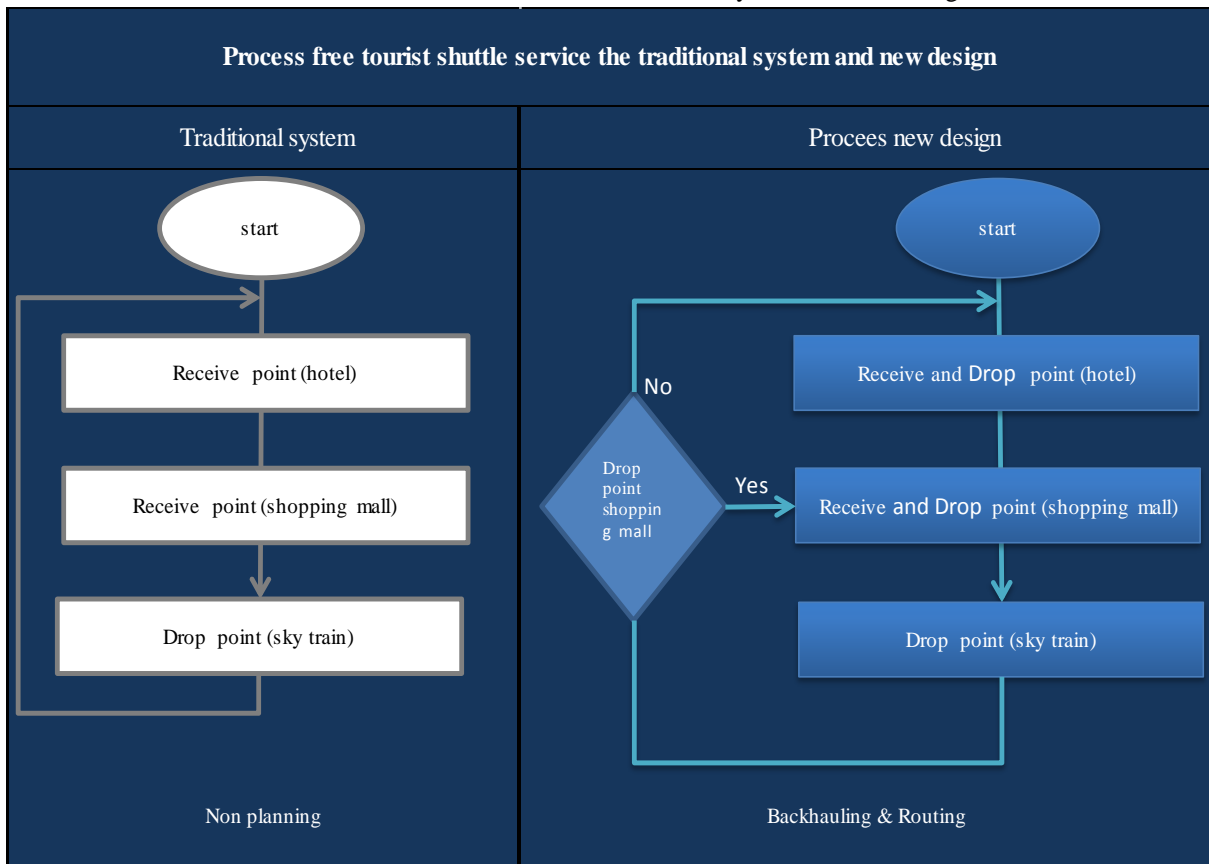 Process free tourist shuttle service the traditional system and new design
Traditional system
Procees new design
start
Receive point (hotel)
Receive point (shopping mall)
Drop point (sky train)
Non planning
start
Receive and Drop point (hotel)
No
Drop
point
shoppin
g mall
Yes
Receive and Drop point (shopping mall)
Drop point (sky train)
Backhauling & Routing